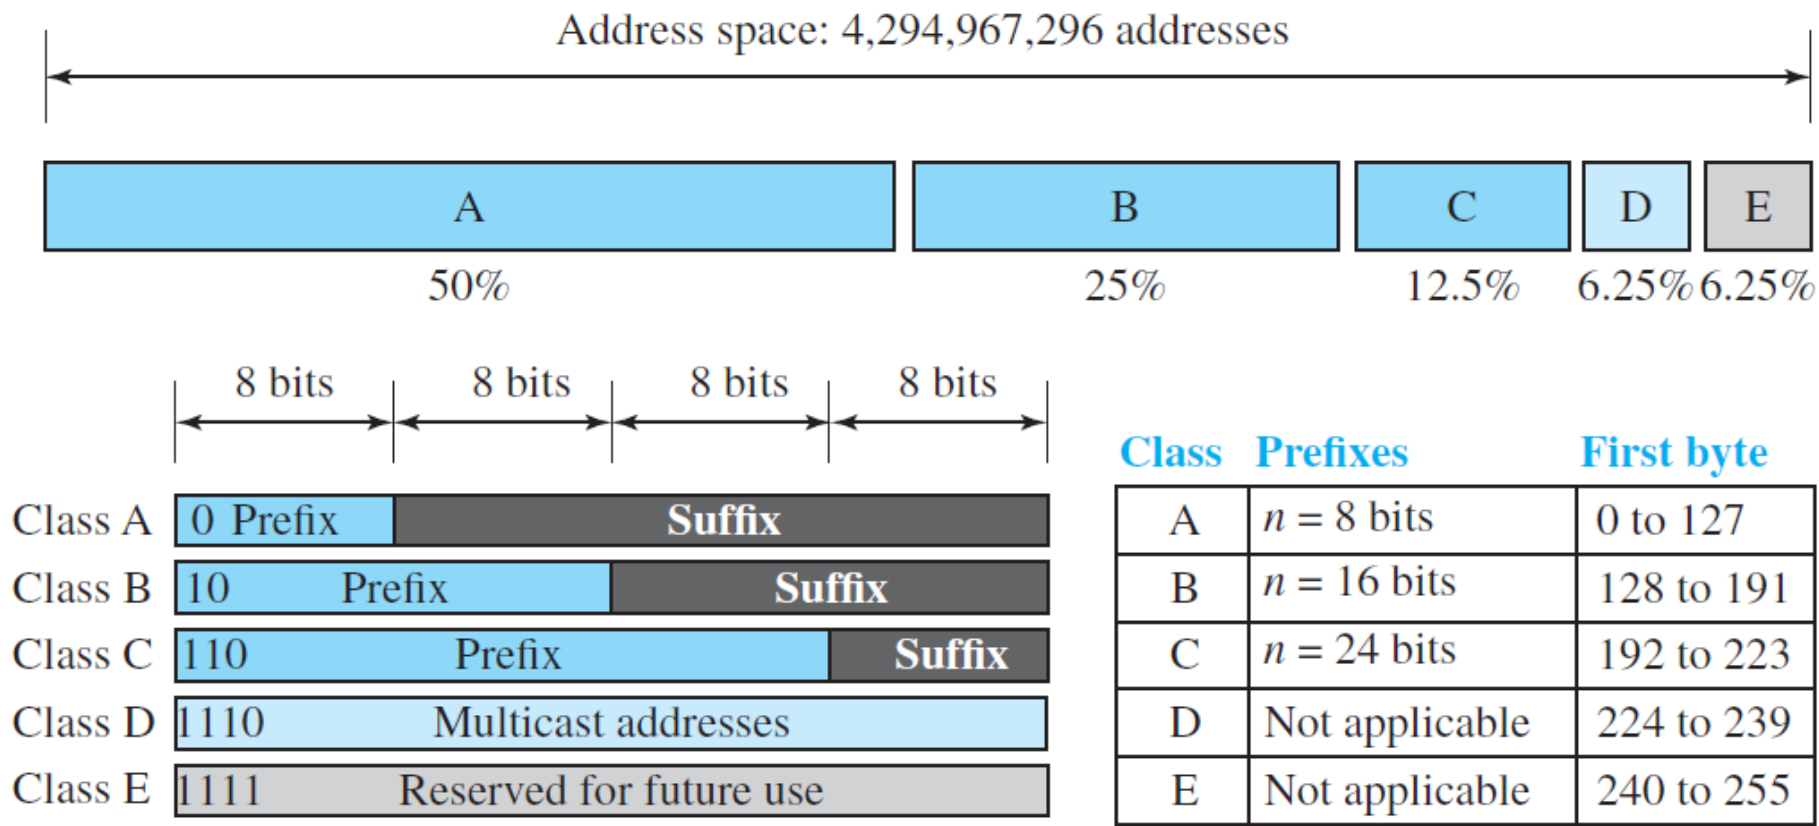 Address space: 4,294,967,296 addresses
A B C D E
50% 25% 12.5% 6.25% 6.25%
8 bits 8 bits 8 bits 8 bits
Class A 0 Prefix Suffix
Class B 10 Prefix Suffix
Class C 110 Prefix Suffix
Class D 1110 Multicast addresses
Class E 1111 Reserved for future use
Class Prefixes First byte
A n = 8 bits 0 to 127
B n = 16 bits 128 to 191
C n = 24 bits 192 to 223
D Not applicable 224 to 239
E Not applicable 240 to 255